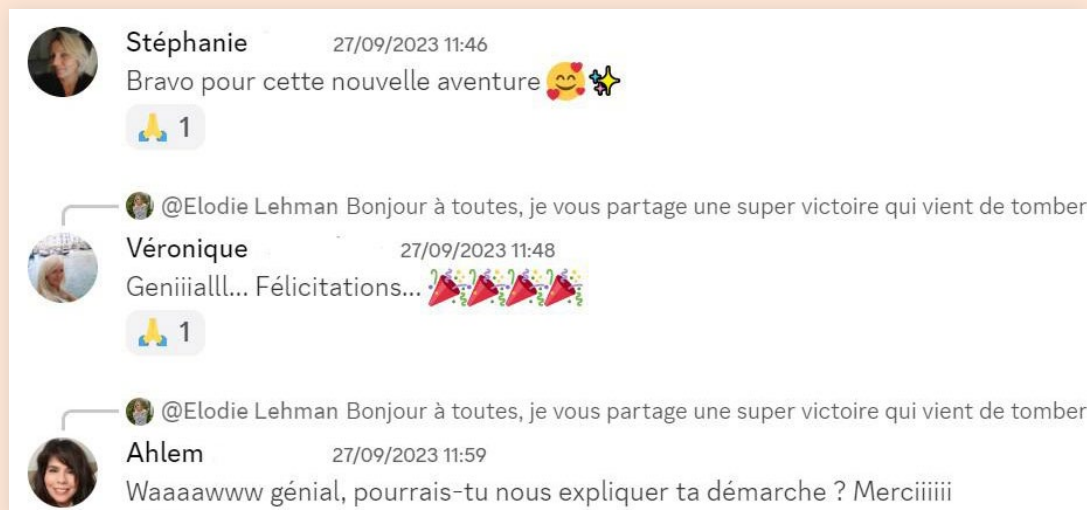 Stéphanie 27/09/2023 11:46
Bravo pour cette nouvelle aventure 🥰✨
🙏 1
@Elodie Lehman Bonjour à toutes, je vous partage une super victoire qui vient de tomber
Véronique 27/09/2023 11:48
Geniiialll... Félicitations... 🎉🎉🎉🎉
🙏 1
@Elodie Lehman Bonjour à toutes, je vous partage une super victoire qui vient de tomber
Ahlem 27/09/2023 11:59
Waaaawww génial, pourrais-tu nous expliquer ta démarche ? Merciiiiii